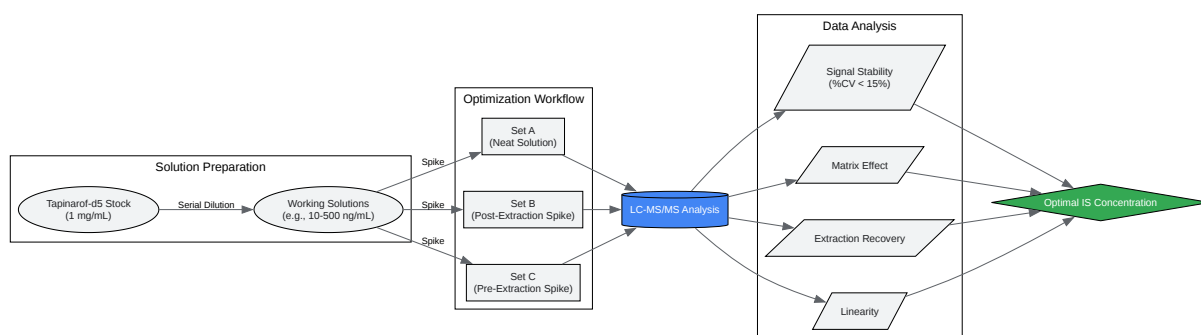 Solution Preparation
Tapinarof-d5 Stock
(1 mg/mL)
Serial Dilution
Working Solutions
(e.g., 10-500 ng/mL)
Spike
Spike
Spike
Optimization Workflow
Set A
(Neat Solution)
Set B
(Post-Extraction Spike)
Set C
(Pre-Extraction Spike)
LC-MS/MS Analysis
Data Analysis
Signal Stability
(%CV < 15%)
Matrix Effect
Extraction Recovery
Linearity
Optimal IS Concentration